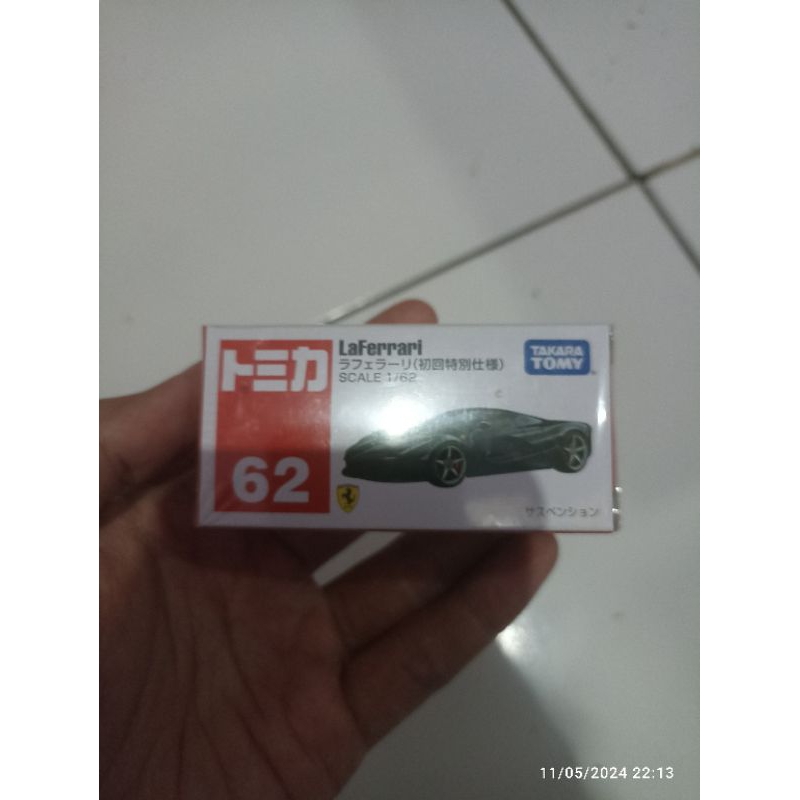 トミカ
62
LaFerrari
ラフェラーリ(初回特別仕様)
SCALE 1/62
TAKARA
TOMY
サスペンション
11/05/2024 22:13